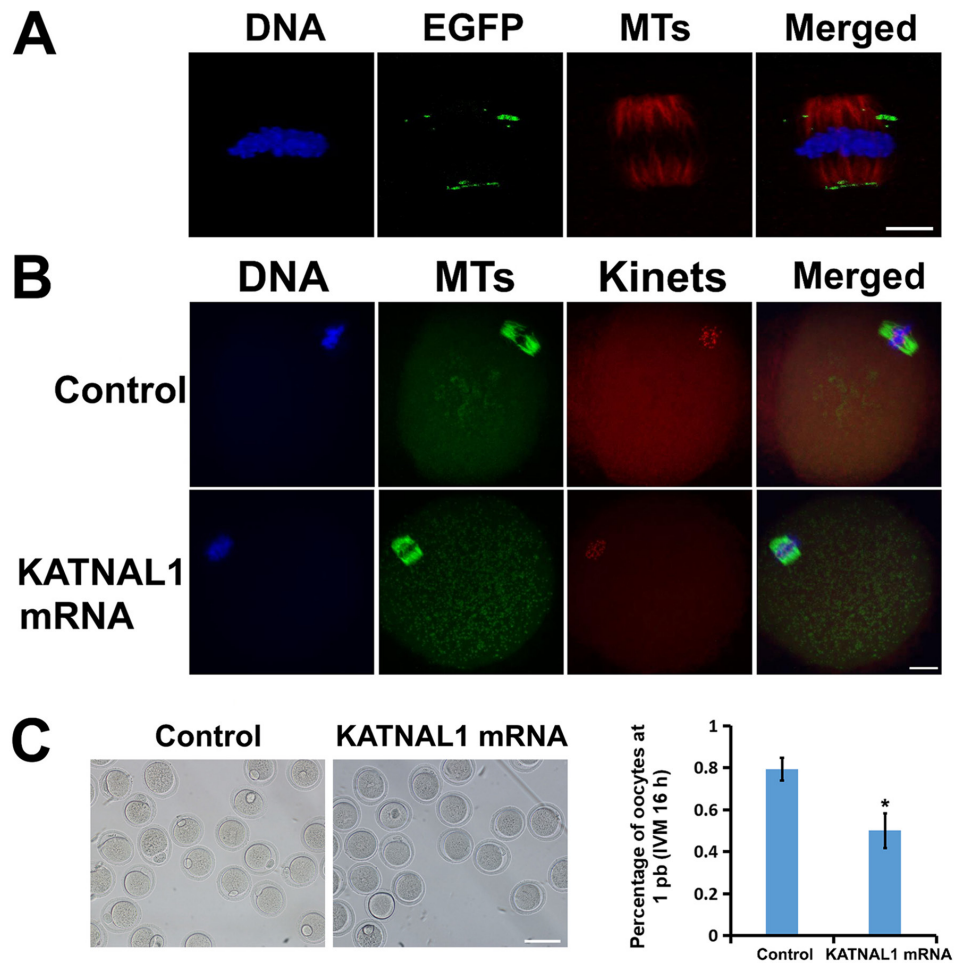 A
DNA EGFP MTs Merged
B
DNA MTs Kinets Merged
Control
KATNAL1
mRNA
C
Control KATNAL1 mRNA
Percentage of oocytes at
1 pb (IVM 16 h)
1
0.8
0.6
0.4
0.2
0
*
Control KATNAL1 mRNA